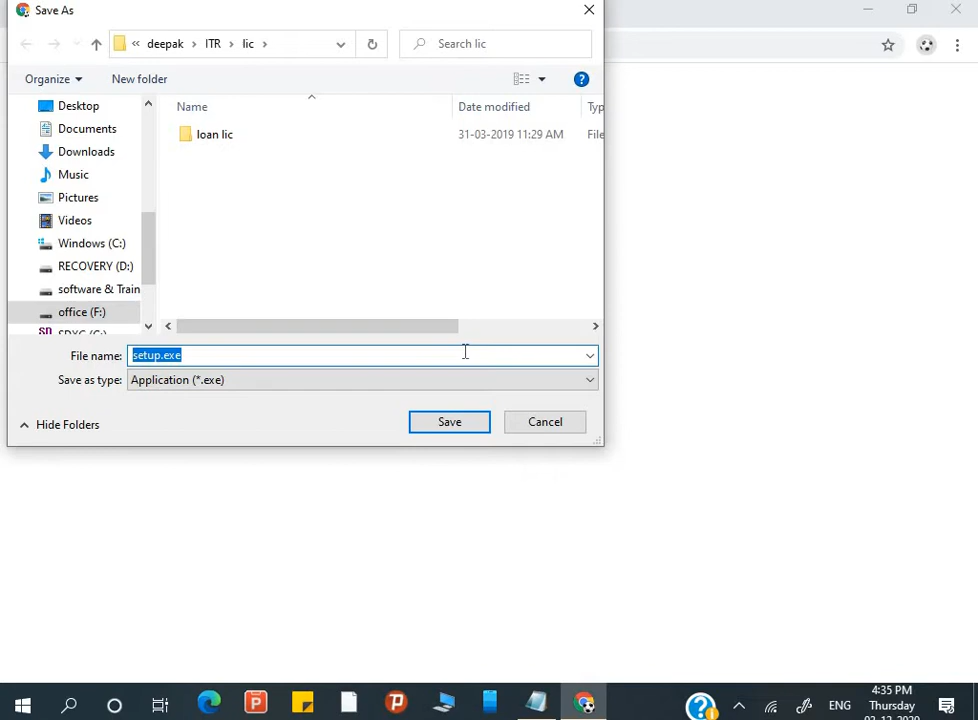 Save As
« deepak › ITR › lic ›
Search lic
Organize
New folder
?
Name
Date modified
Typ
Desktop
Documents
Downloads
Music
Pictures
Videos
Windows (C:)
RECOVERY (D:)
software & Train
office (F:)
loan lic
31-03-2019 11:29 AM
File
File name:
setup.exe
Save as type:
Application (*.exe)
Hide Folders
Save
Cancel
ENG
4:35 PM
Thursday